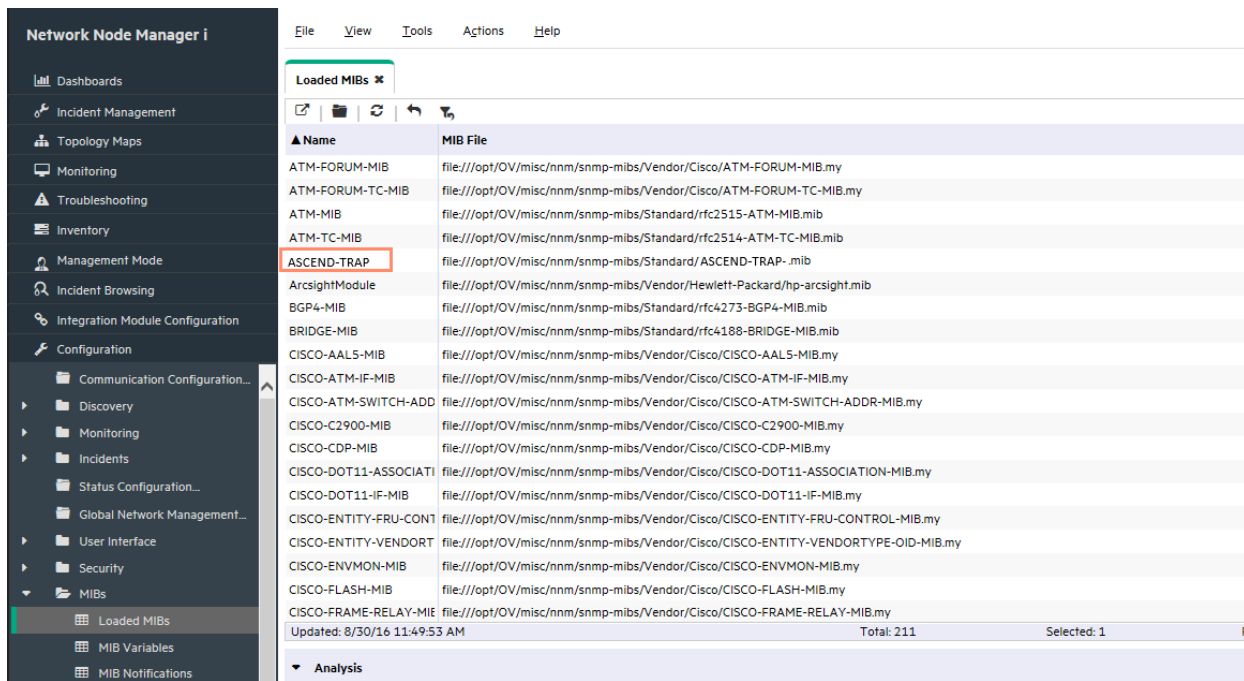 Network Node Manager i
File View Tools Actions Help
Dashboards
Incident Management
Topology Maps
Monitoring
Troubleshooting
Inventory
Management Mode
Incident Browsing
Integration Module Configuration
Configuration
Communication Configuration...
Discovery
Monitoring
Incidents
Status Configuration...
Global Network Management...
User Interface
Security
MIBs
Loaded MIBs
MIB Variables
MIB Notifications
Loaded MIBs
Name MIB File
ATM-FORUM-MIB file:///opt/OV/misc/nnm/snmp-mibs/Vendor/Cisco/ATM-FORUM-MIB.my
ATM-FORUM-TC-MIB file:///opt/OV/misc/nnm/snmp-mibs/Vendor/Cisco/ATM-FORUM-TC-MIB.my
ATM-MIB file:///opt/OV/misc/nnm/snmp-mibs/Standard/rfc2515-ATM-MIB.mib
ATM-TC-MIB file:///opt/OV/misc/nnm/snmp-mibs/Standard/rfc2514-ATM-TC-MIB.mib
ASCEND-TRAP file:///opt/OV/misc/nnm/snmp-mibs/Standard/ASCEND-TRAP-.mib
ArcsightModule file:///opt/OV/misc/nnm/snmp-mibs/Vendor/Hewlett-Packard/hp-arcsight.mib
BGP4-MIB file:///opt/OV/misc/nnm/snmp-mibs/Standard/rfc4273-BGP4-MIB.mib
BRIDGE-MIB file:///opt/OV/misc/nnm/snmp-mibs/Standard/rfc4188-BRIDGE-MIB.mib
CISCO-AAL5-MIB file:///opt/OV/misc/nnm/snmp-mibs/Vendor/Cisco/CISCO-AAL5-MIB.my
CISCO-ATM-IF-MIB file:///opt/OV/misc/nnm/snmp-mibs/Vendor/Cisco/CISCO-ATM-IF-MIB.my
CISCO-ATM-SWITCH-ADD file:///opt/OV/misc/nnm/snmp-mibs/Vendor/Cisco/CISCO-ATM-SWITCH-ADDR-MIB.my
CISCO-C2900-MIB file:///opt/OV/misc/nnm/snmp-mibs/Vendor/Cisco/CISCO-C2900-MIB.my
CISCO-CDP-MIB file:///opt/OV/misc/nnm/snmp-mibs/Vendor/Cisco/CISCO-CDP-MIB.my
CISCO-DOT11-ASSOCIATI file:///opt/OV/misc/nnm/snmp-mibs/Vendor/Cisco/CISCO-DOT11-ASSOCIATION-MIB.my
CISCO-DOT11-IF-MIB file:///opt/OV/misc/nnm/snmp-mibs/Vendor/Cisco/CISCO-DOT11-IF-MIB.my
CISCO-ENTITY-FRU-CONT file:///opt/OV/misc/nnm/snmp-mibs/Vendor/Cisco/CISCO-ENTITY-FRU-CONTROL-MIB.my
CISCO-ENTITY-VENDORT file:///opt/OV/misc/nnm/snmp-mibs/Vendor/Cisco/CISCO-ENTITY-VENDORTYPE-OID-MIB.my
CISCO-ENVMON-MIB file:///opt/OV/misc/nnm/snmp-mibs/Vendor/Cisco/CISCO-ENVMON-MIB.my
CISCO-FLASH-MIB file:///opt/OV/misc/nnm/snmp-mibs/Vendor/Cisco/CISCO-FLASH-MIB.my
CISCO-FRAME-RELAY-MIE file:///opt/OV/misc/nnm/snmp-mibs/Vendor/Cisco/CISCO-FRAME-RELAY-MIB.my
Updated: 8/30/16 11:49:53 AM Total: 211 Selected: 1
Analysis